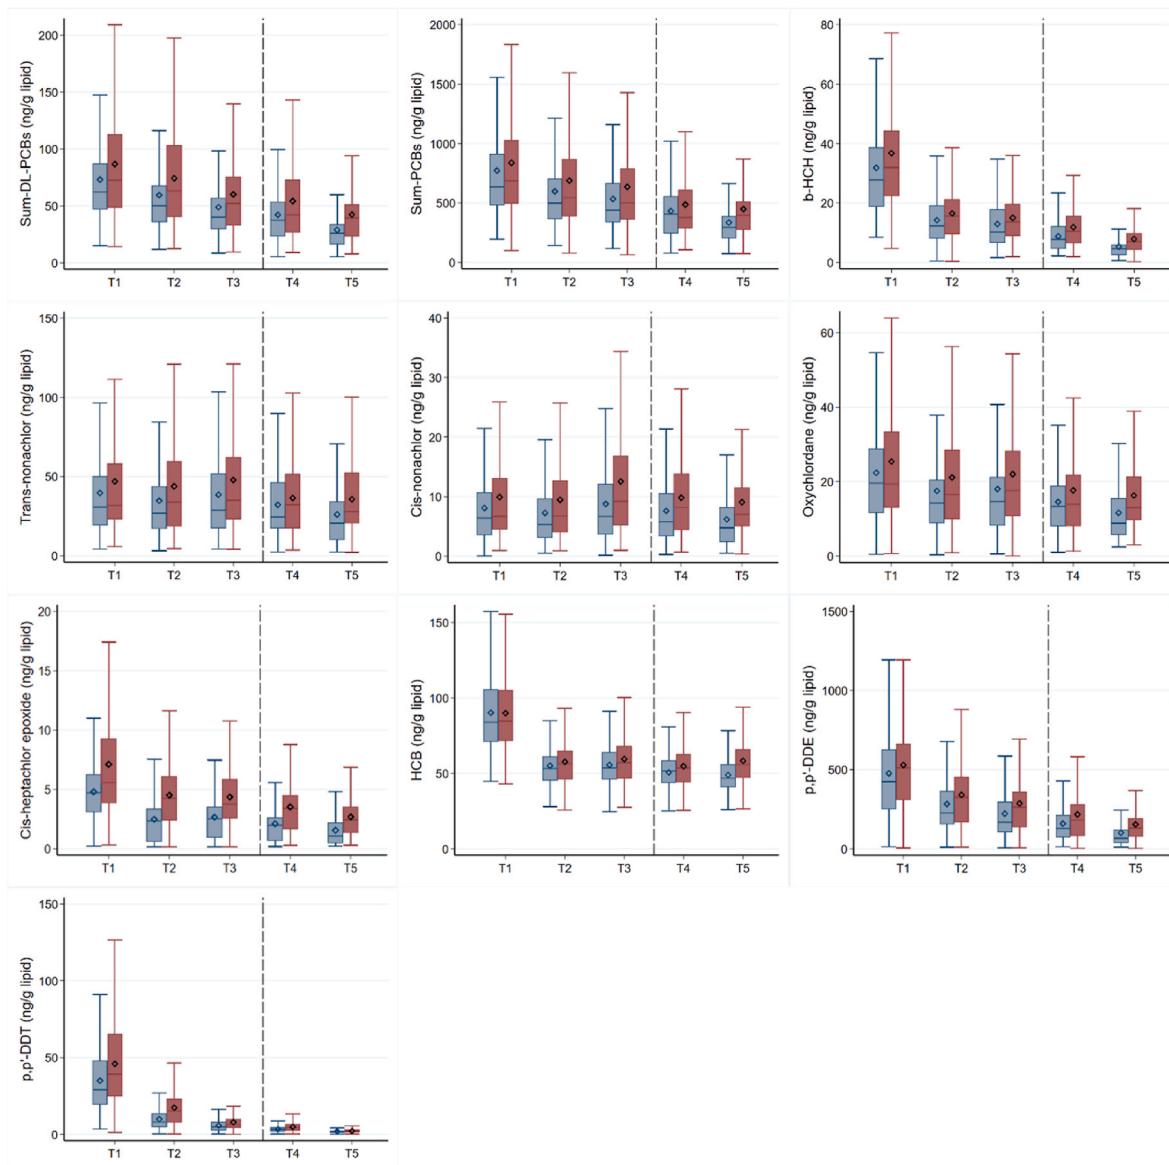 Sum-DL-PCBs (ng/g lipid)
200
150
100
50
0
T1 T2 T3 T4 T5
Sum-PCBs (ng/g lipid)
2000
1500
1000
500
0
T1 T2 T3 T4 T5
b-HCH (ng/g lipid)
80
60
40
20
0
T1 T2 T3 T4 T5
Trans-nonachlor (ng/g lipid)
150
100
50
0
T1 T2 T3 T4 T5
Cis-nonachlor (ng/g lipid)
40
30
20
10
0
T1 T2 T3 T4 T5
Oxychlordane (ng/g lipid)
60
40
20
0
T1 T2 T3 T4 T5
Cis-heptachlor epoxide (ng/g lipid)
20
15
10
5
0
T1 T2 T3 T4 T5
HCB (ng/g lipid)
150
100
50
0
T1 T2 T3 T4 T5
p,p'-DDE (ng/g lipid)
1500
1000
500
0
T1 T2 T3 T4 T5
p,p'-DDT (ng/g lipid)
150
100
50
0
T1 T2 T3 T4 T5